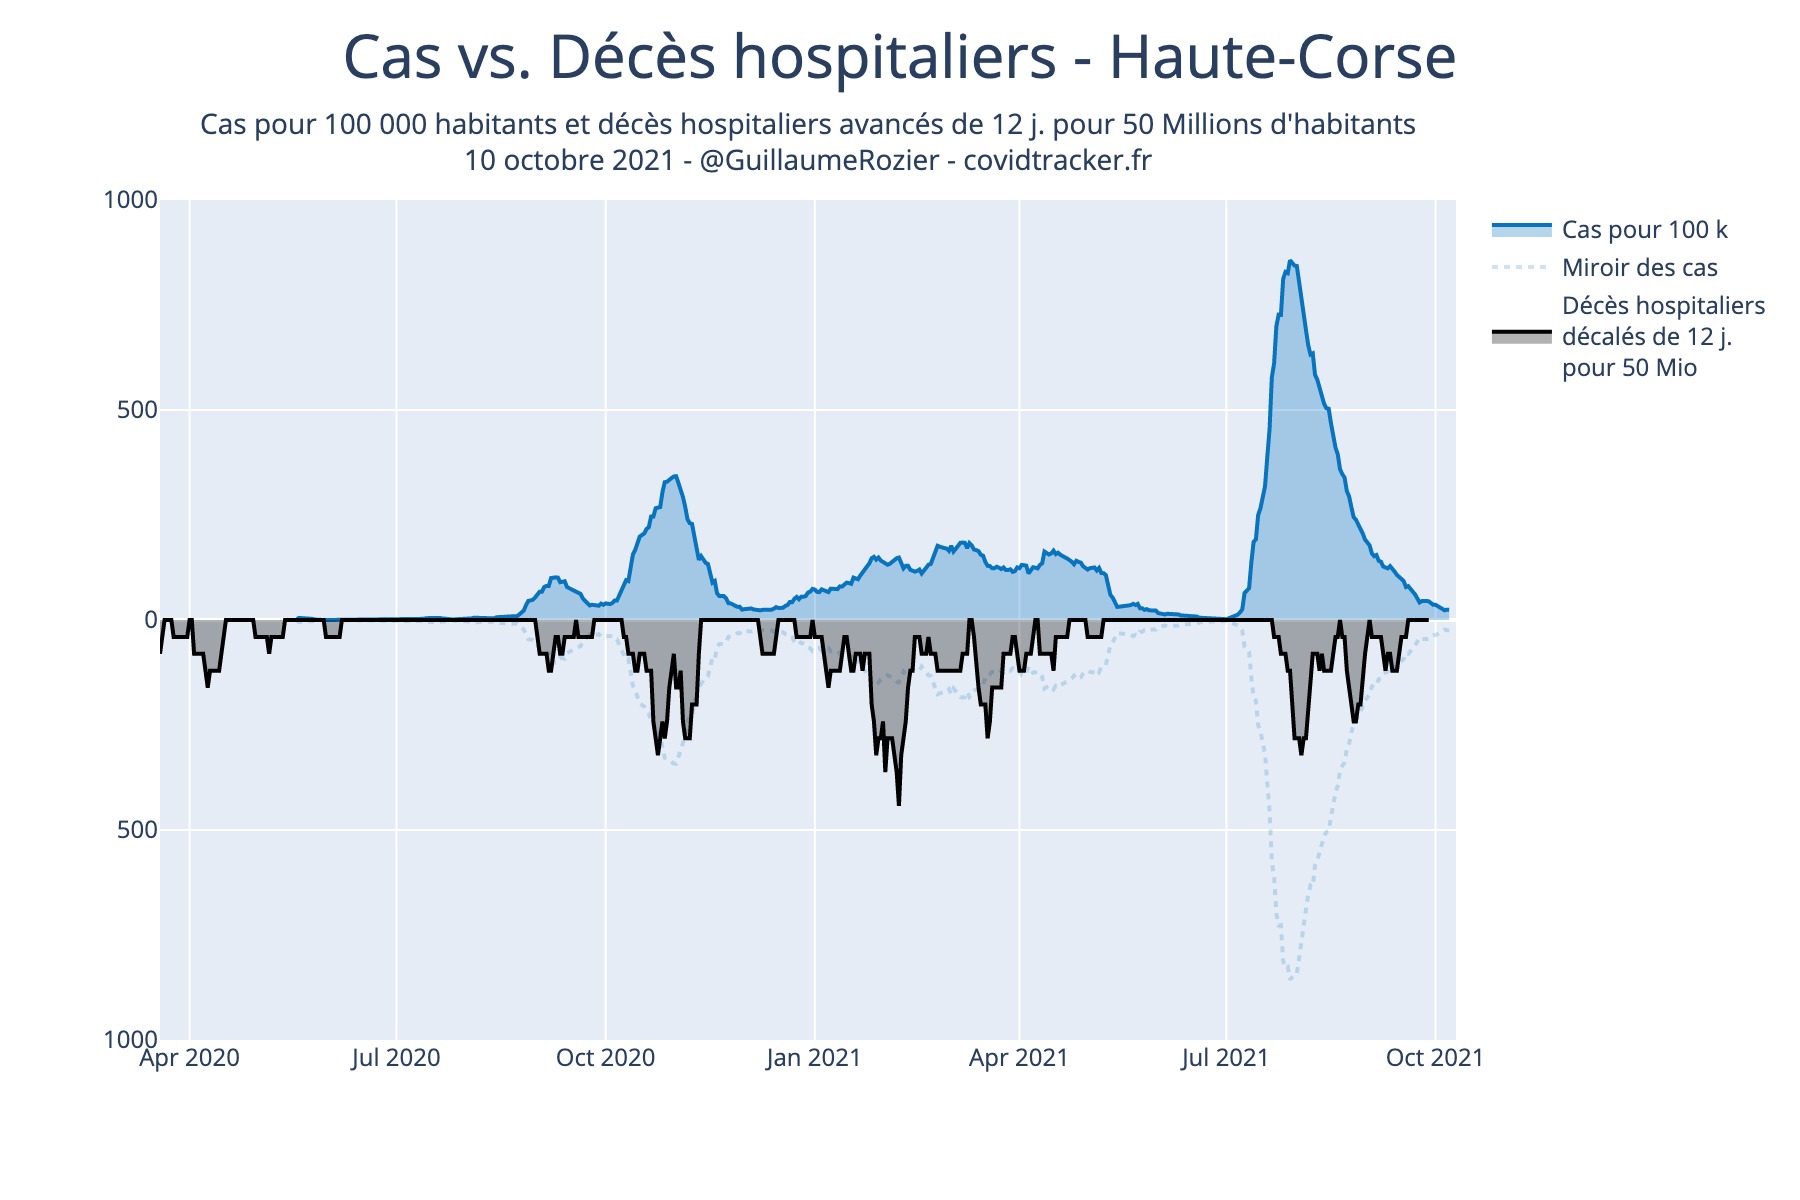 Cas vs. Décès hospitaliers - Haute-Corse
Cas pour 100 000 habitants et décès hospitaliers avancés de 12 j. pour 50 Millions d'habitants
10 octobre 2021 - @GuillaumeRozier - covidtracker.fr
1000
500
0
500
1000
Apr 2020
Jul 2020
Oct 2020
Jan 2021
Apr 2021
Jul 2021
Oct 2021
Cas pour 100 k
Miroir des cas
Décès hospitaliers
décalés de 12 j.
pour 50 Mio